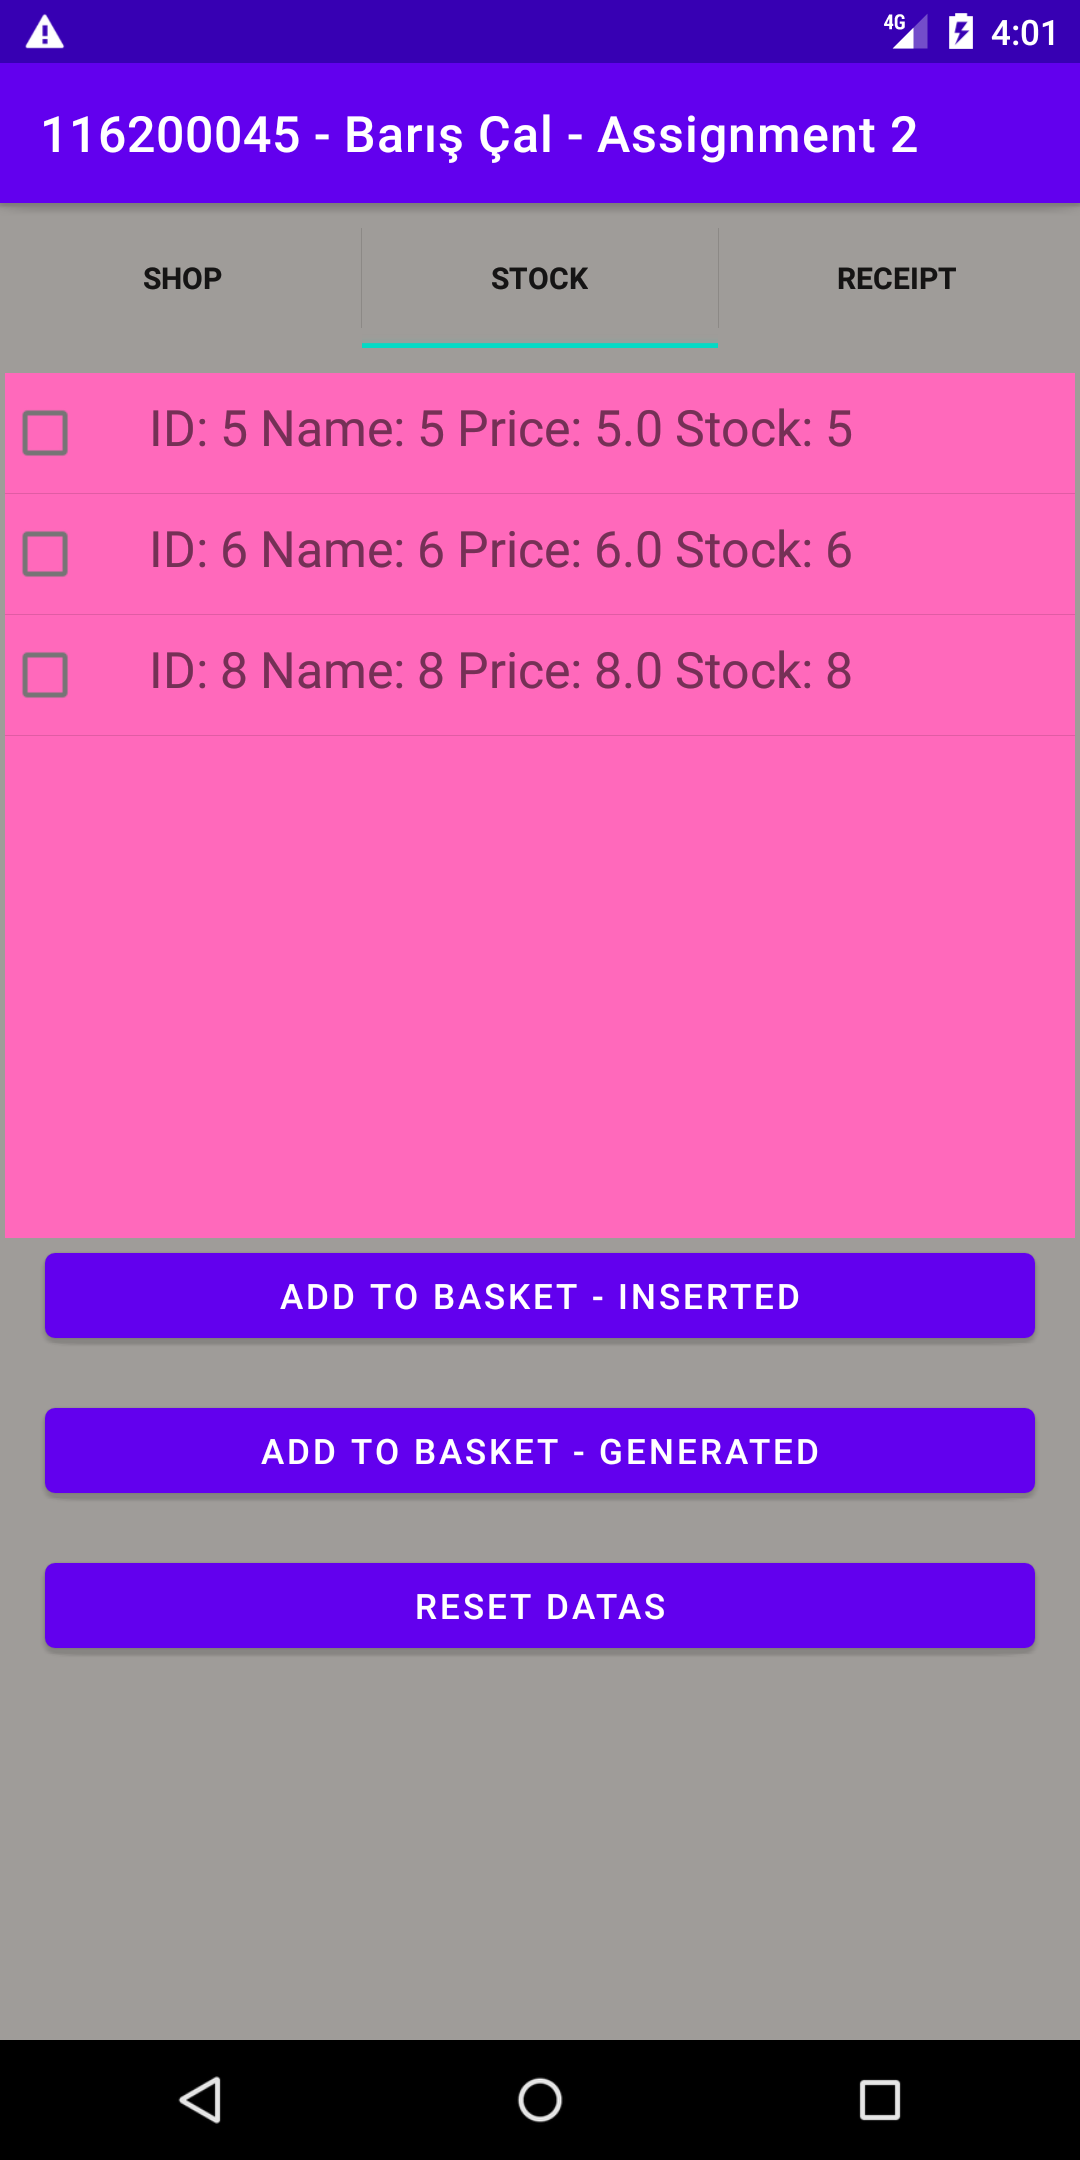 4G 4:01
116200045 - Barış Çal - Assignment 2
SHOP STOCK RECEIPT
ID: 5 Name: 5 Price: 5.0 Stock: 5
ID: 6 Name: 6 Price: 6.0 Stock: 6
ID: 8 Name: 8 Price: 8.0 Stock: 8
ADD TO BASKET - INSERTED
ADD TO BASKET - GENERATED
RESET DATAS